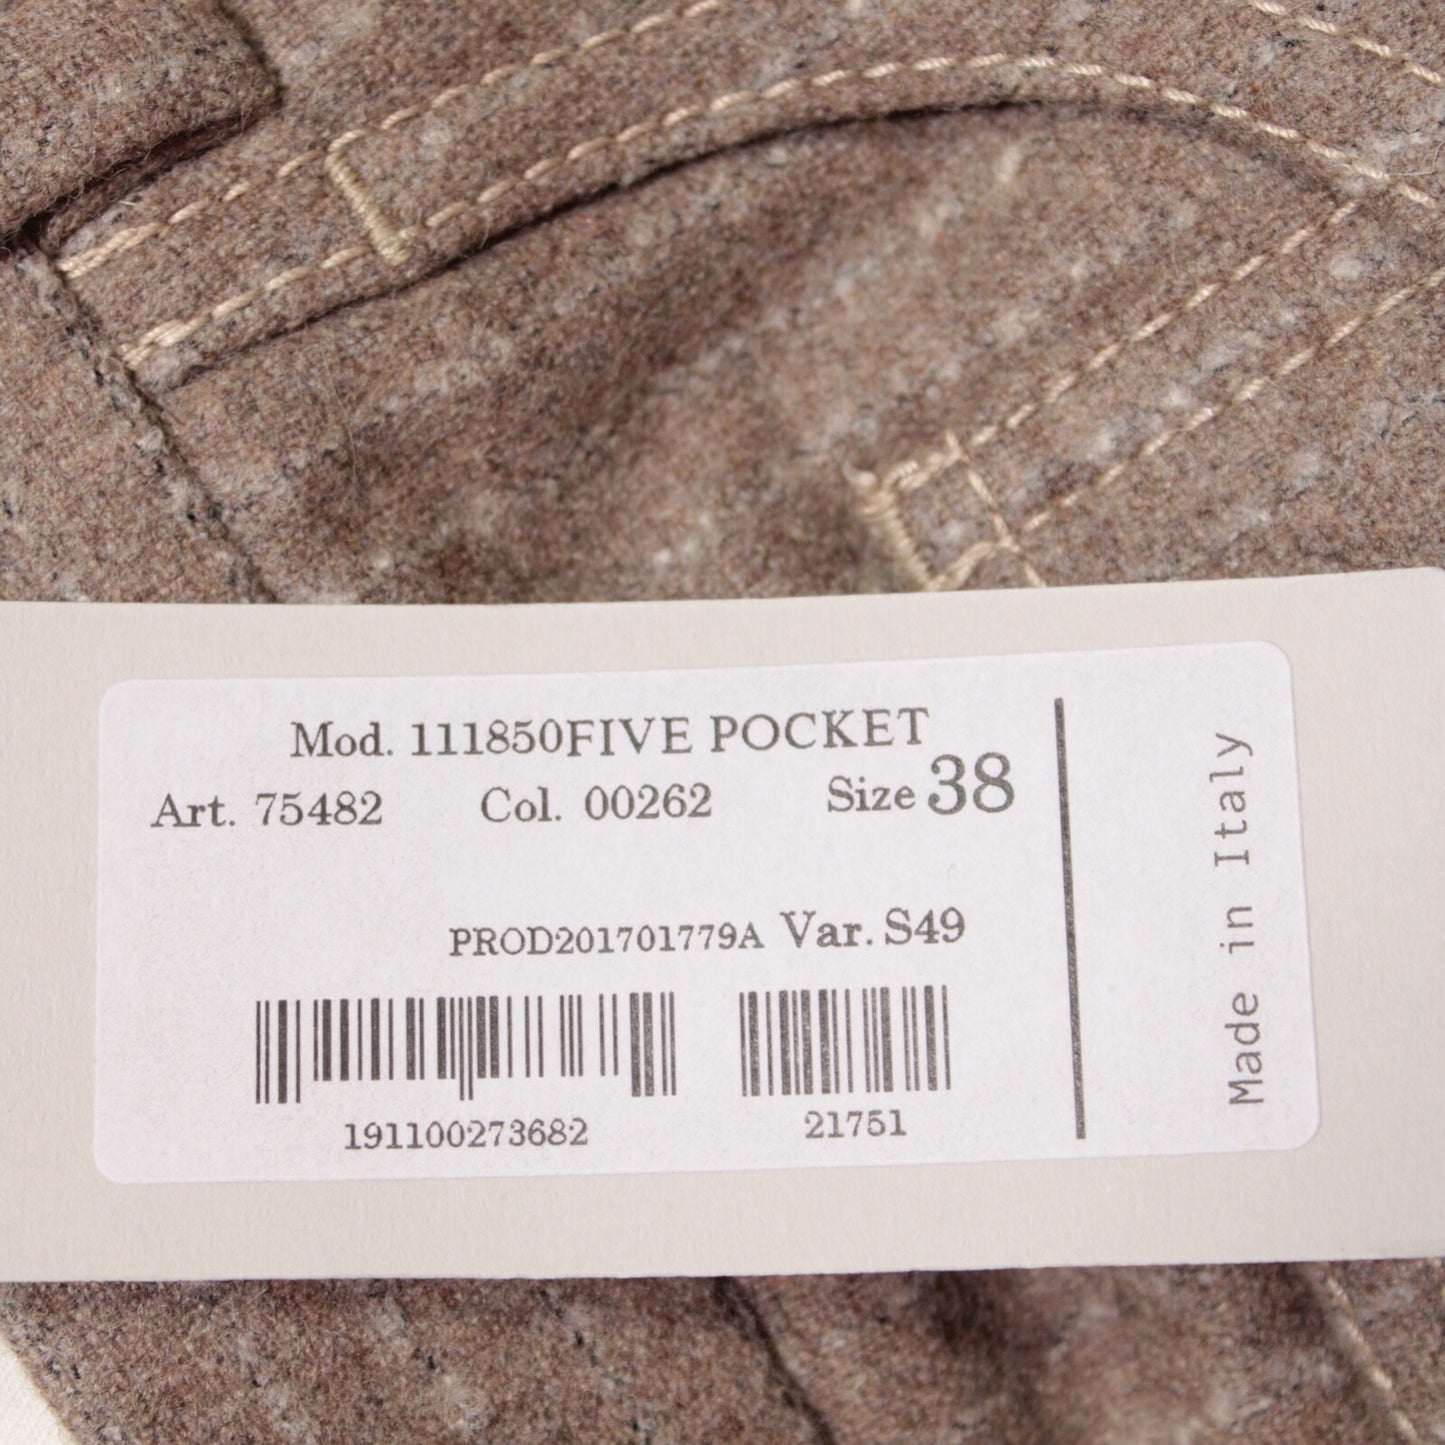 Mod. 111850FIVE POCKET
Art. 75482 Col. 00262 Size 38
PROD201701779A Var. S49
191100273682 21751
Made in Italy